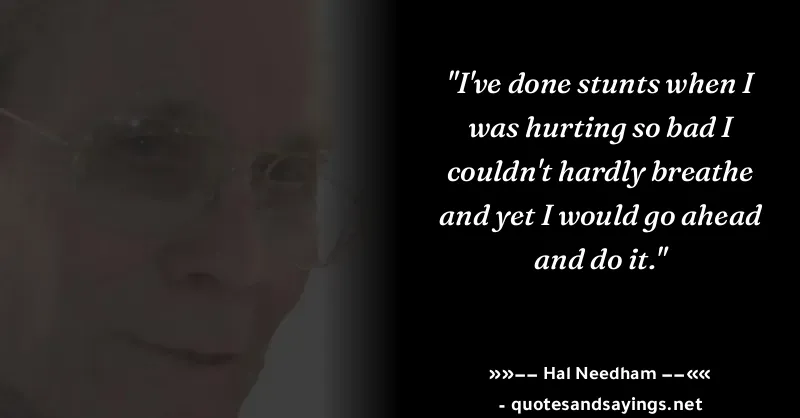 "I've done stunts when I
was hurting so bad I
couldn't hardly breathe
and yet I would go ahead
and do it."
»»–– Hal Needham ––««
- quotesandsayings.net